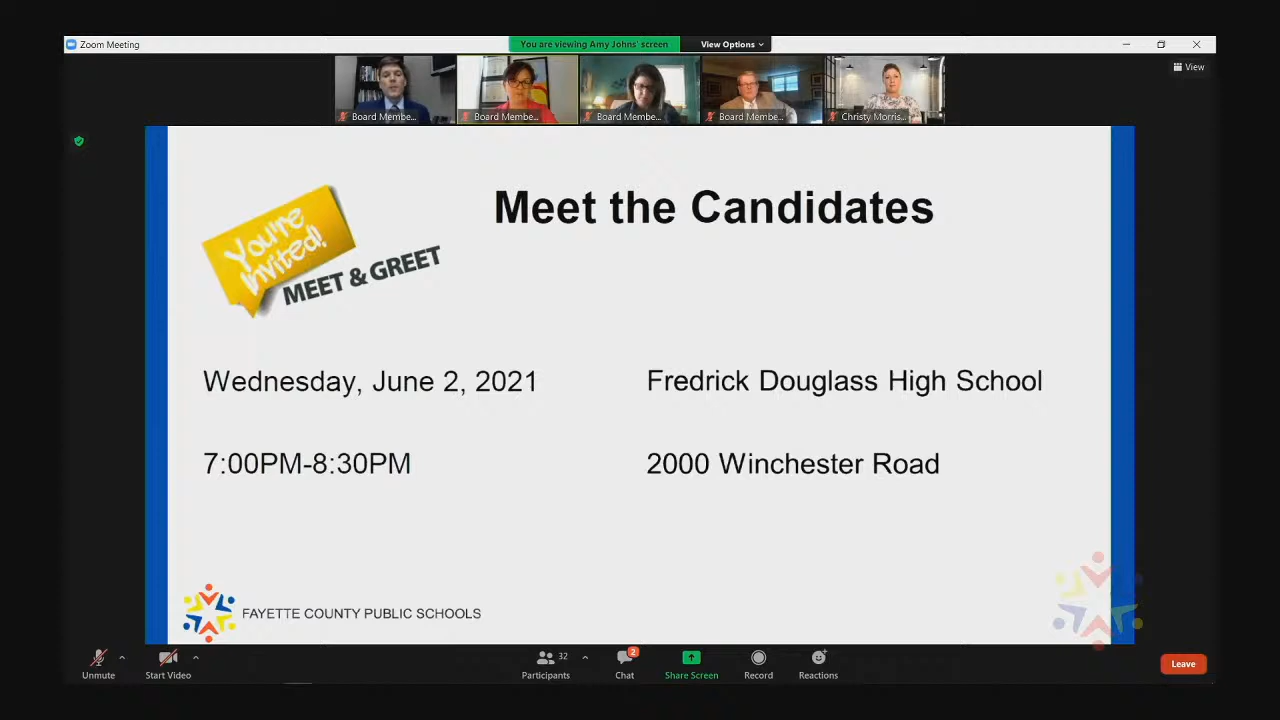 Zoom Meeting
You are viewing Amy Johns' screen
View Options
View
Board Membe...
Board Membe...
Board Membe...
Board Membe...
Christy Morris...
You're
Invited!
MEET & GREET
Meet the Candidates
Wednesday, June 2, 2021
Fredrick Douglass High School
7:00PM-8:30PM
2000 Winchester Road
FAYETTE COUNTY PUBLIC SCHOOLS
Unmute
Start Video
32
Participants
2
Chat
Share Screen
Record
Reactions
Leave